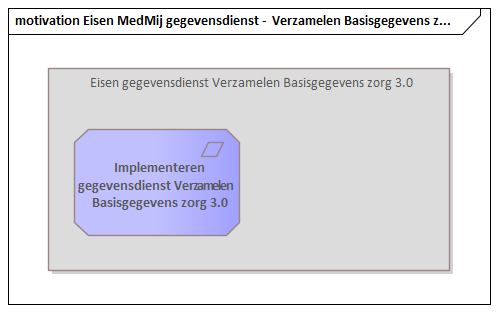 motivation Eisen MedMij gegevensdienst - Verzamelen Basisgegevens z...
Eisen gegevensdienst Verzamelen Basisgegevens zorg 3.0
Implementeren
gegevensdienst Verzamelen
Basisgegevens zorg 3.0